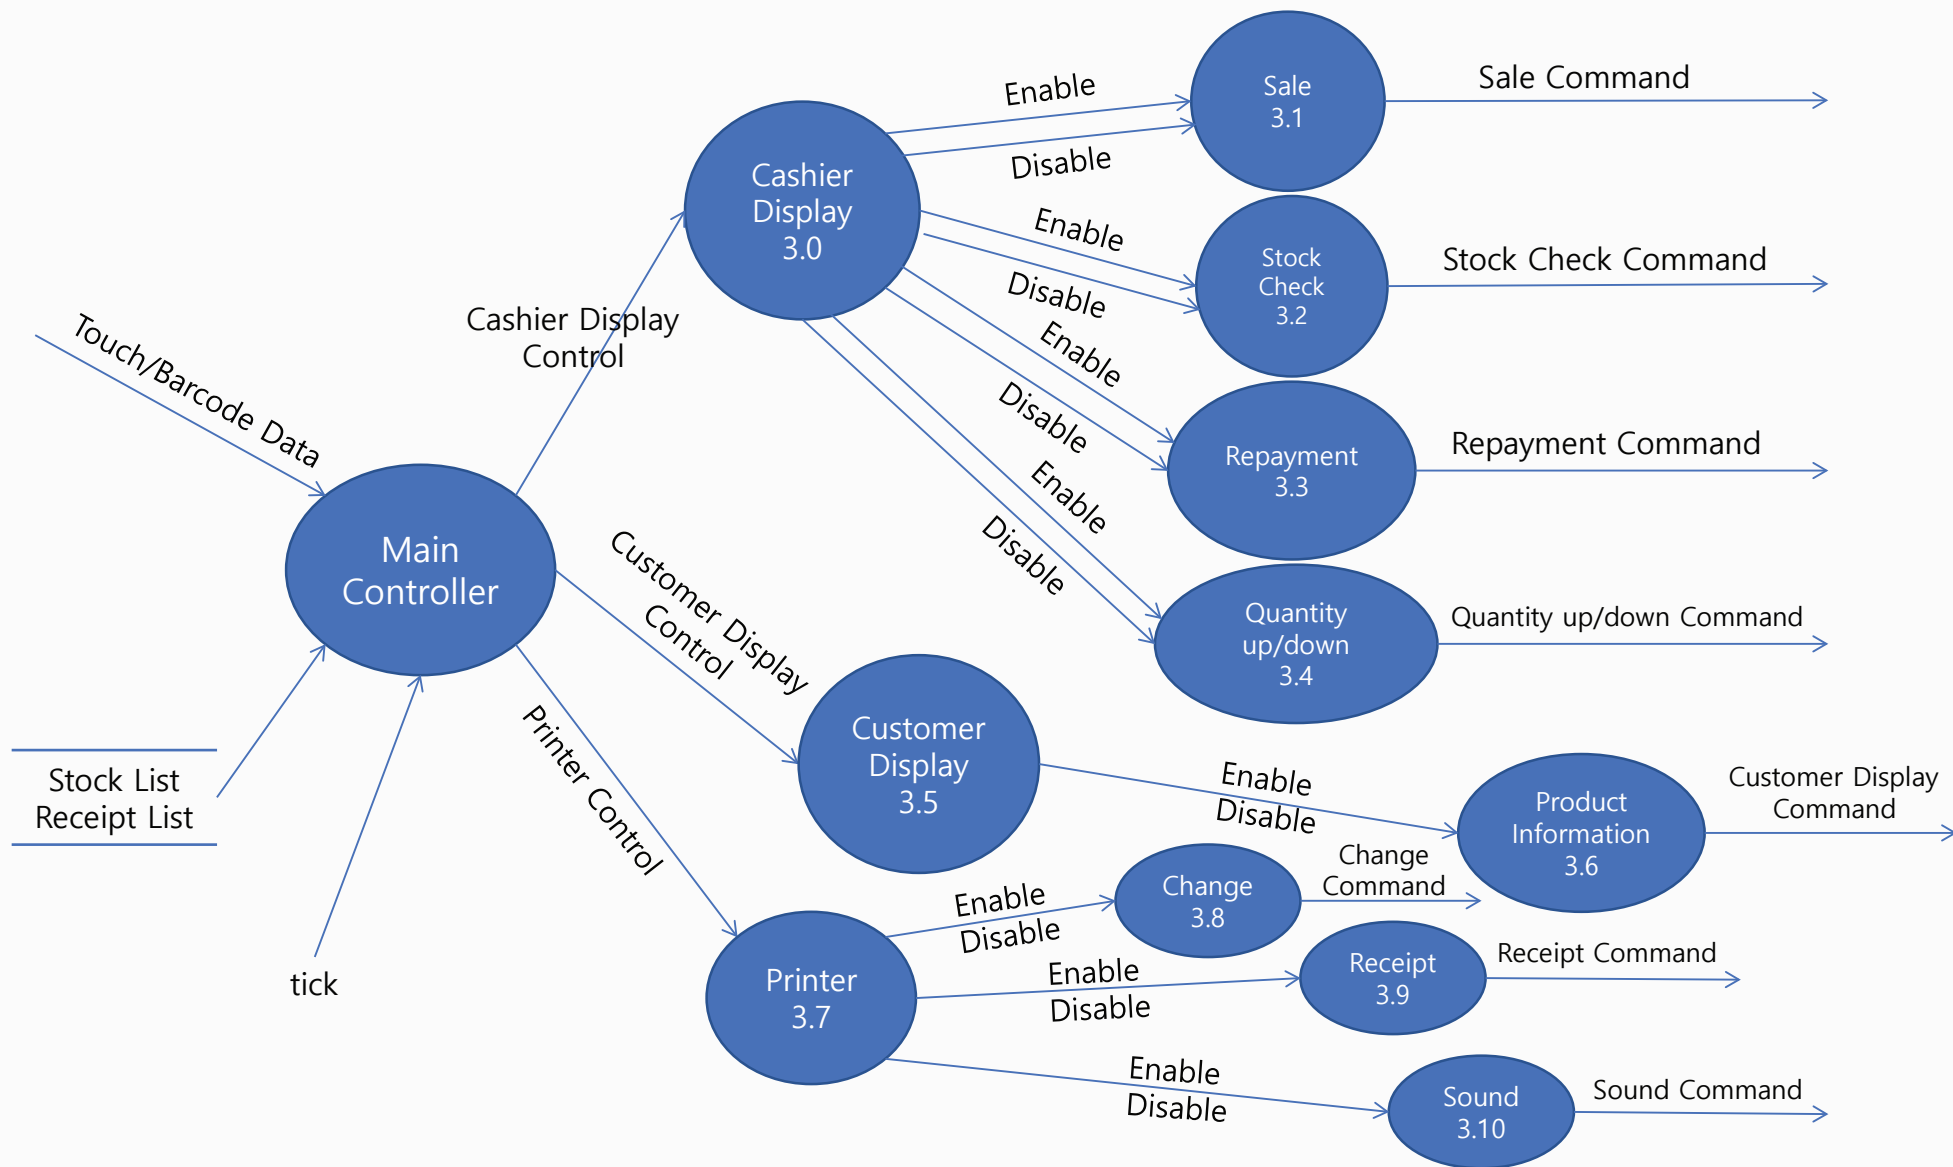 Touch/Barcode Data
Main
Controller
Stock List
Receipt List
tick
Cashier Display
Control
Customer Display
Control
Printer Control
Cashier
Display
3.0
Enable
Disable
Sale
3.1
Sale Command
Enable
Disable
Stock
Check
3.2
Stock Check Command
Enable
Disable
Repayment
3.3
Repayment Command
Enable
Disable
Quantity
up/down
3.4
Quantity up/down Command
Customer
Display
3.5
Enable
Disable
Product
Information
3.6
Customer Display
Command
Printer
3.7
Enable
Disable
Change
3.8
Change
Command
Enable
Disable
Receipt
3.9
Receipt Command
Enable
Disable
Sound
3.10
Sound Command